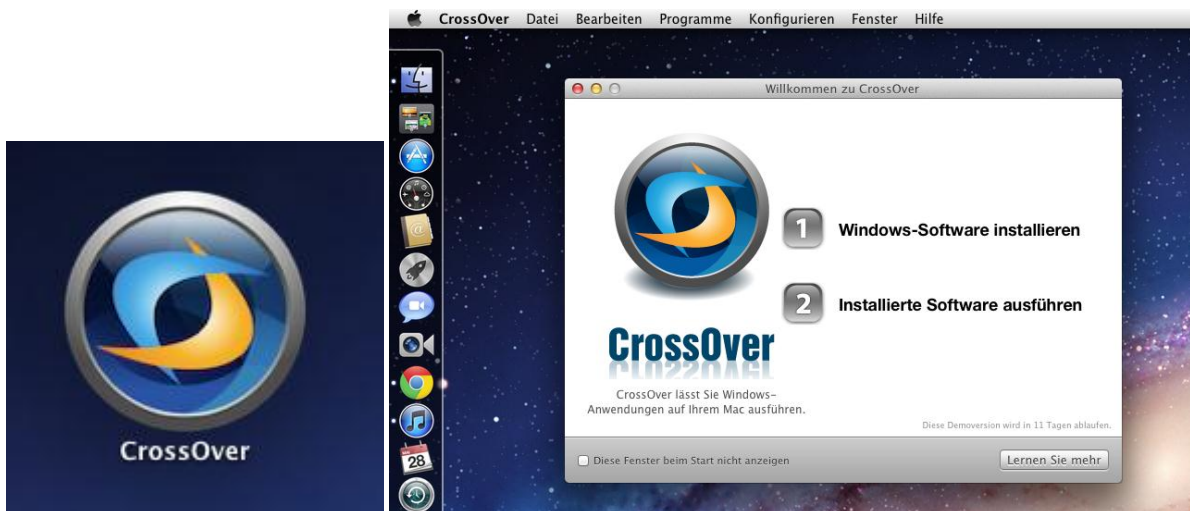 CrossOver
CrossOver Datei Bearbeiten Programme Konfigurieren Fenster Hilfe
Willkommen zu CrossOver
1 Windows-Software installieren
2 Installierte Software ausführen
CrossOver
CrossOver lässt Sie Windows-
Anwendungen auf Ihrem Mac ausführen.
Diese Demoversion wird in 11 Tagen ablaufen.
Diese Fenster beim Start nicht anzeigen
Lernen Sie mehr
28